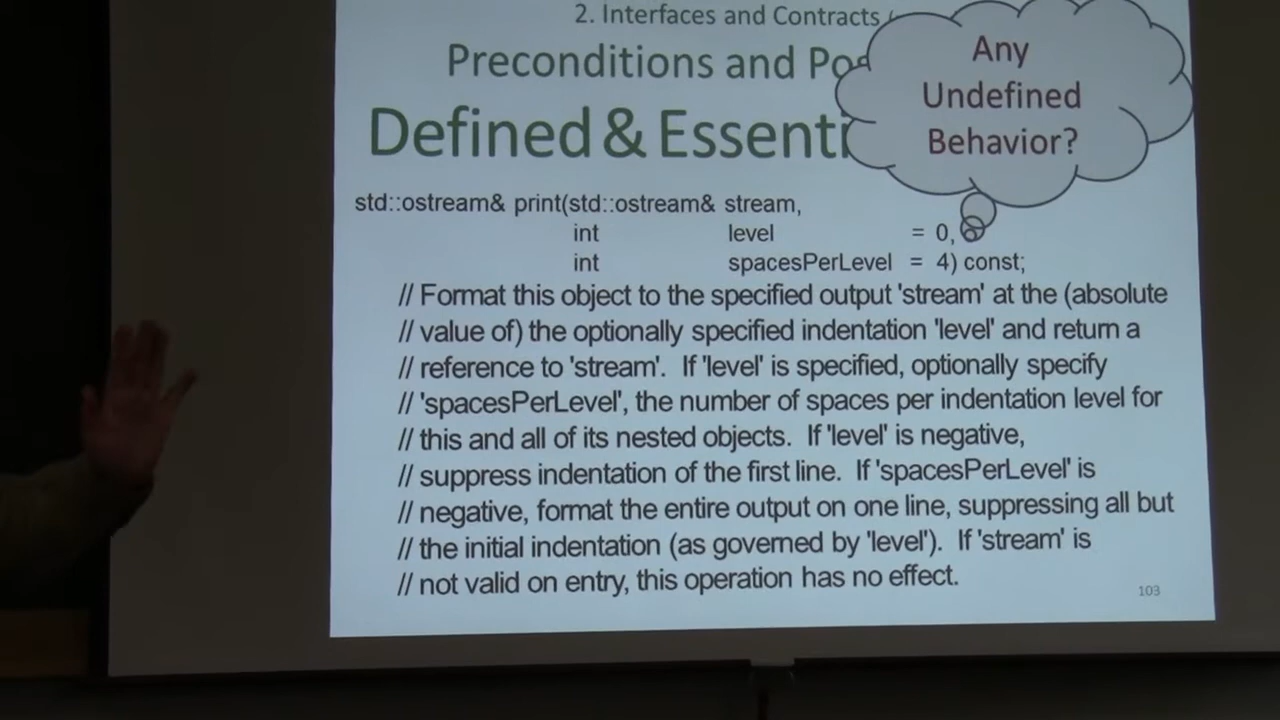 2. Interfaces and Contracts
Preconditions and
Defined & Essenti
Any
Undefined
Behavior?
std::ostream& print(std::ostream& stream,
int level = 0,
int spacesPerLevel = 4) const;
// Format this object to the specified output 'stream' at the (absolute
// value of) the optionally specified indentation 'level' and return a
// reference to 'stream'. If 'level' is specified, optionally specify
// 'spacesPerLevel', the number of spaces per indentation level for
// this and all of its nested objects. If 'level' is negative,
// suppress indentation of the first line. If 'spacesPerLevel' is
// negative, format the entire output on one line, suppressing all but
// the initial indentation (as governed by 'level'). If 'stream' is
// not valid on entry, this operation has no effect.
103